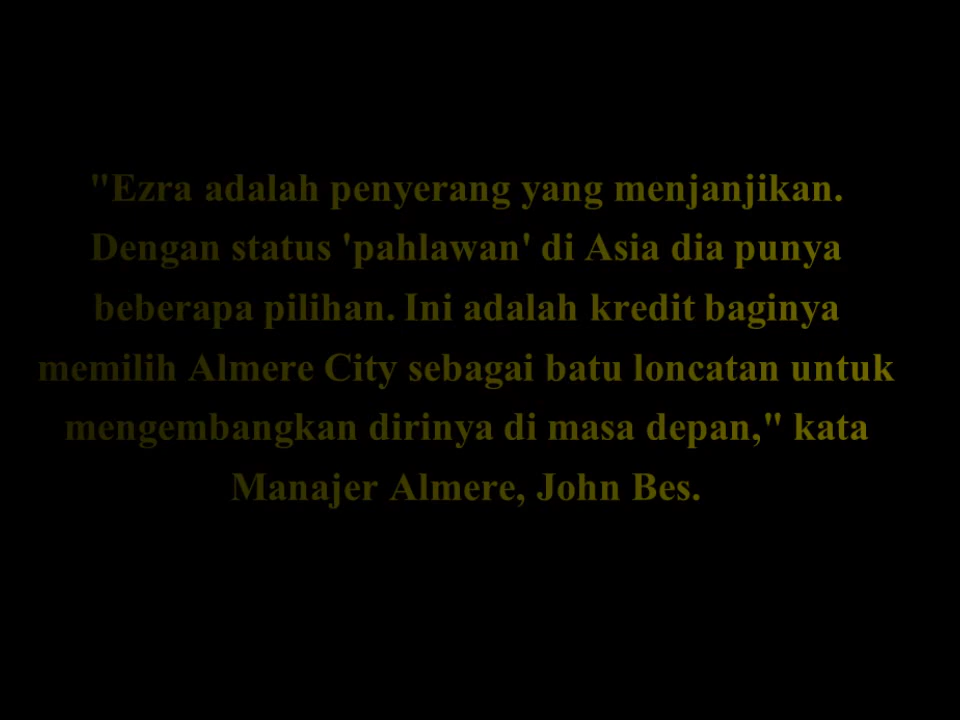 "Ezra adalah penyerang yang menjanjikan.
Dengan status 'pahlawan' di Asia dia punya
beberapa pilihan. Ini adalah kredit baginya
memilih Almere City sebagai batu loncatan untuk
mengembangkan dirinya di masa depan," kata
Manajer Almere, John Bes.